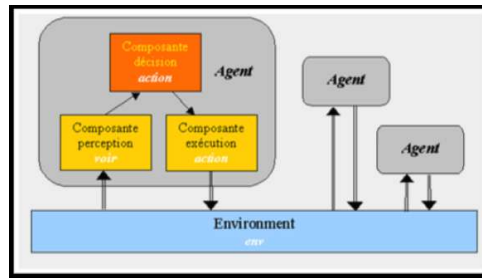 Composante
décision
action
Agent
Composante
perception
voir
Composante
exécution
action
Agent
Agent
Environment
env